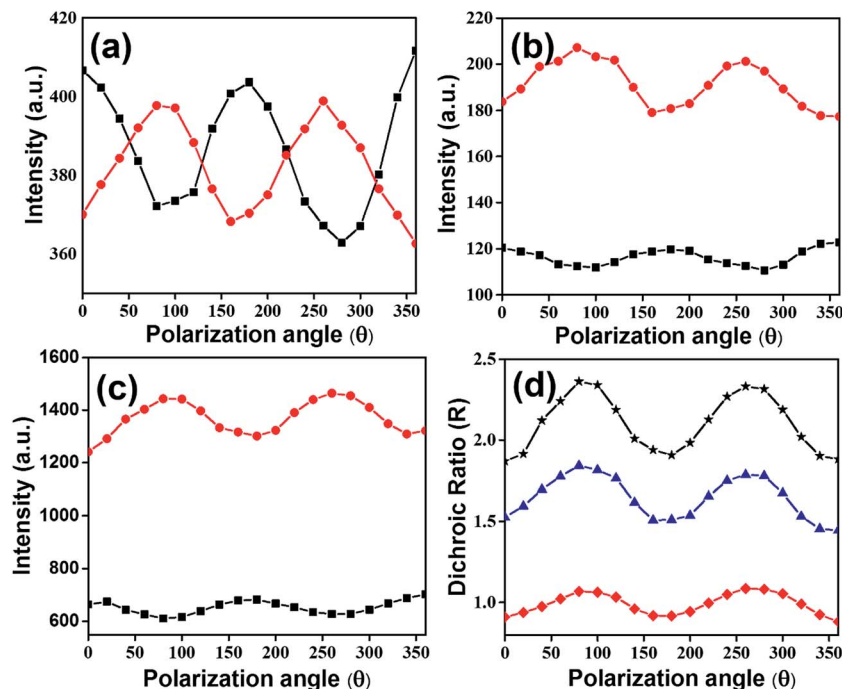 (a)
Intensity (a.u.)
420
400
380
360
0 50 100 150 200 250 300 350
Polarization angle (θ)
(b)
Intensity (a.u.)
220
200
180
160
140
120
100
0 50 100 150 200 250 300 350
Polarization angle (θ)
(c)
Intensity (a.u.)
1600
1400
1200
800
600
0 50 100 150 200 250 300 350
Polarization angle (θ)
(d)
Dichroic Ratio (R)
2.5
2.0
1.5
1.0
0 50 100 150 200 250 300 350
Polarization angle (θ)